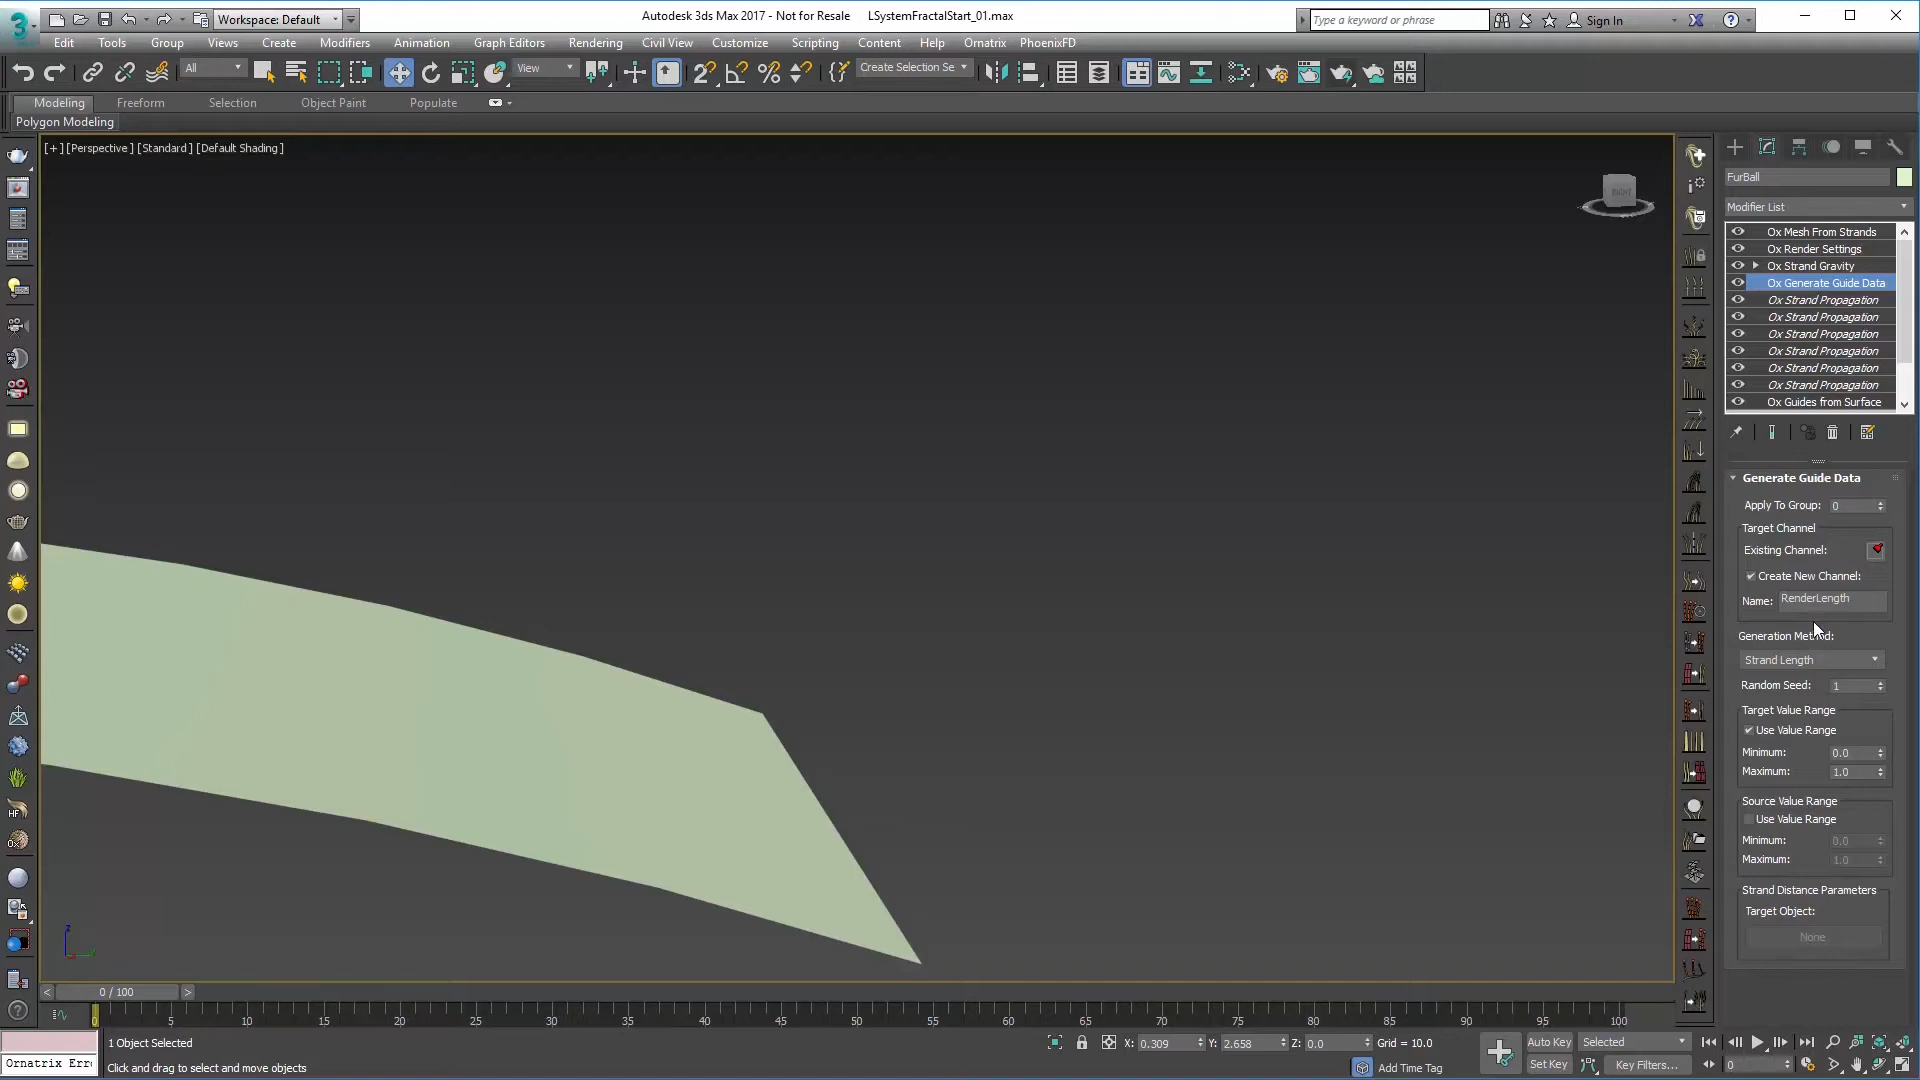 Workspace: Default
Autodesk 3ds Max 2017 - Not for Resale LSystemFractalStart_01.max
Type a keyword or phrase
Sign In
Edit Tools Group Views Create Modifiers Animation Graph Editors Rendering Civil View Customize Scripting Content Help Ornatrix PhoenixFD
All View Create Selection Se
Modeling Freeform Selection Object Paint Populate
Polygon Modeling
[+] [Perspective ] [Standard ] [Default Shading ]
FurBall
Modifier List
Ox Mesh From Strands
Ox Render Settings
Ox Strand Gravity
Ox Generate Guide Data
Ox Strand Propagation
Ox Strand Propagation
Ox Strand Propagation
Ox Strand Propagation
Ox Strand Propagation
Ox Strand Propagation
Ox Guides from Surface
Generate Guide Data
Apply To Group: 0
Target Channel
Existing Channel:
Create New Channel:
Name: RenderLength
Generation Method:
Strand Length
Random Seed: 1
Target Value Range
Use Value Range
Minimum: 0.0
Maximum: 1.0
Source Value Range
Use Value Range
Minimum: 0.0
Maximum: 1.0
Strand Distance Parameters
Target Object:
None
z
0 / 100
0 5 10 15 20 25 30 35 40 45 50 55 60 65 70 75 80 85 90 95 100
1 Object Selected
X: 0.309 Y: 2.658 Z: 0.0 Grid = 10.0
Auto Key Selected
Ornatrix Err
Click and drag to select and move objects
Add Time Tag
Set Key Key Filters... 0